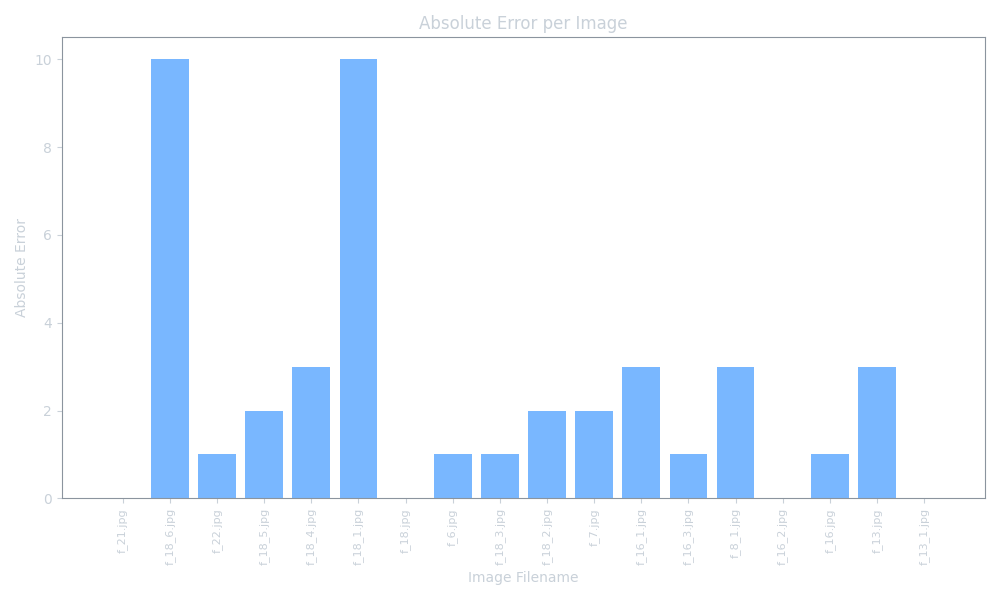 Absolute Error per Image
Absolute Error
10
8
6
4
2
0
f_21.jpg
f_18_6.jpg
f_22.jpg
f_18_5.jpg
f_18_4.jpg
f_18_1.jpg
f_18.jpg
f_6.jpg
f_18_3.jpg
f_18_2.jpg
f_7.jpg
f_16_1.jpg
f_16_3.jpg
f_8_1.jpg
f_16_2.jpg
f_16.jpg
f_13.jpg
f_13_1.jpg
Image Filename